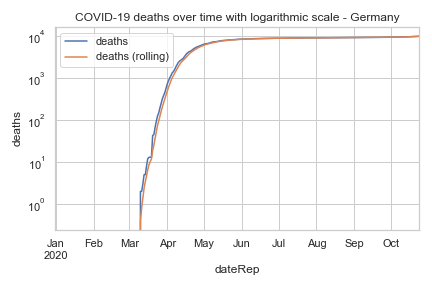 COVID-19 deaths over time with logarithmic scale - Germany
deaths
deaths (rolling)
10⁴
10³
10²
10¹
10⁰
deaths
Jan Feb Mar Apr May Jun Jul Aug Sep Oct
2020
dateRep